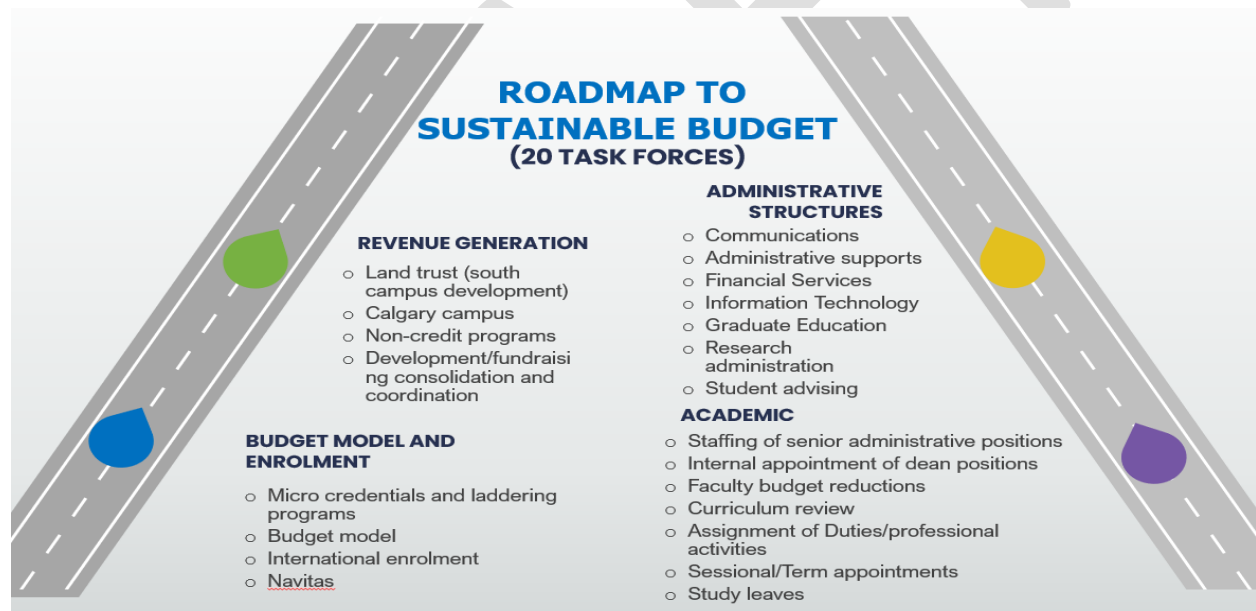 ROADMAP TO
SUSTAINABLE BUDGET
(20 TASK FORCES)
REVENUE GENERATION
o Land trust (south
campus development)
o Calgary campus
o Non-credit programs
o Development/fundraisi
ng consolidation and
coordination
BUDGET MODEL AND
ENROLMENT
o Micro credentials and laddering
programs
o Budget model
o International enrolment
o Navitas
ADMINISTRATIVE
STRUCTURES
o Communications
o Administrative supports
o Financial Services
o Information Technology
o Graduate Education
o Research
administration
o Student advising
ACADEMIC
o Staffing of senior administrative positions
o Internal appointment of dean positions
o Faculty budget reductions
o Curriculum review
o Assignment of Duties/professional
activities
o Sessional/Term appointments
o Study leaves